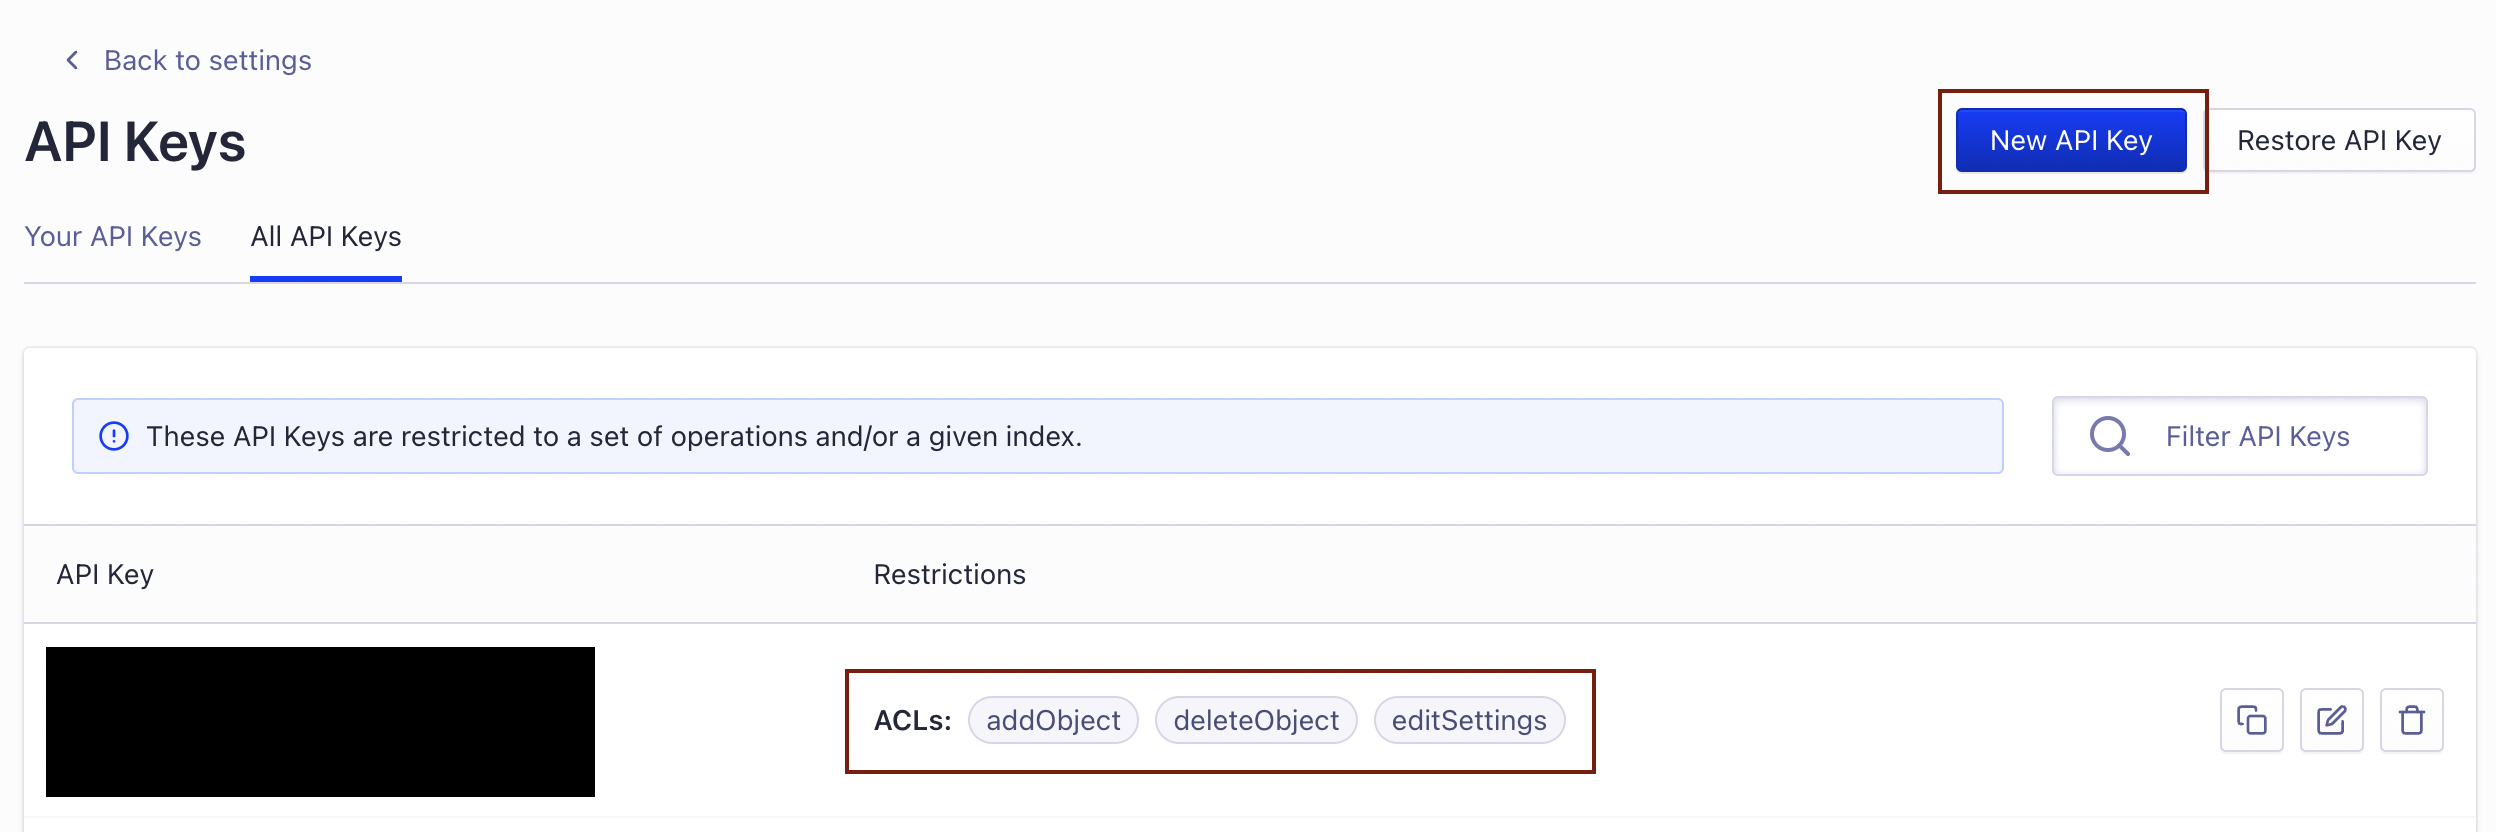 Back to settings
API Keys
New API Key
Restore API Key
Your API Keys
All API Keys
These API Keys are restricted to a set of operations and/or a given index.
Filter API Keys
API Key
Restrictions
ACLs: addObject deleteObject editSettings